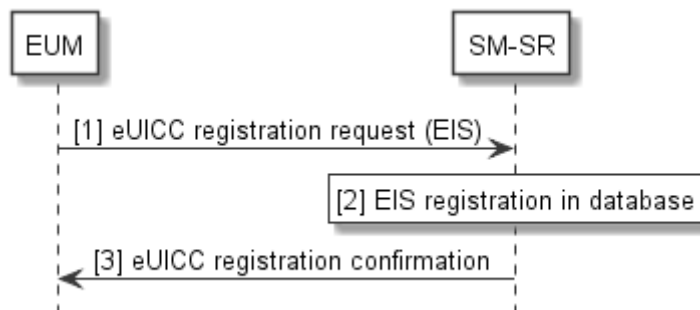 EUM
SM-SR
[1] eUICC registration request (EIS)
[2] EIS registration in database
[3] eUICC registration confirmation